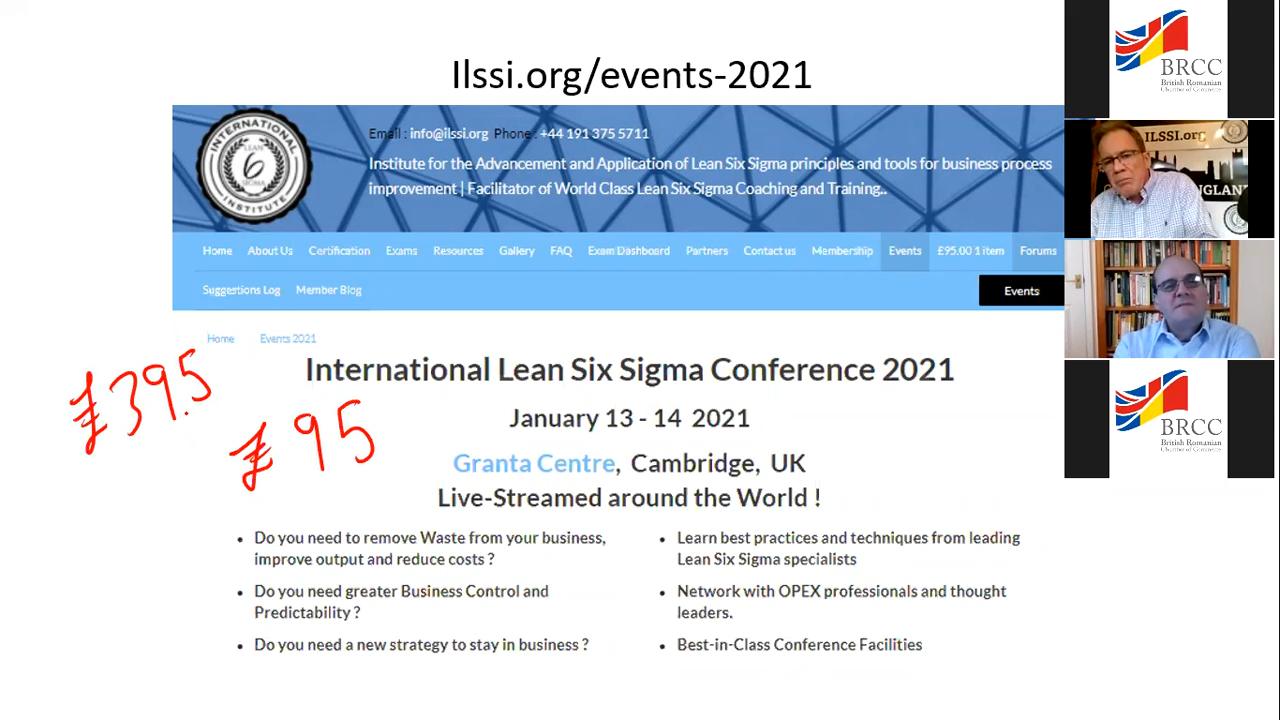 Ilssi.org/events-2021
INTERNATIONAL
LEAN
6
SIGMA
INSTITUTE
Email : info@ilssi.org Phone : +44 191 375 5711
Institute for the Advancement and Application of Lean Six Sigma principles and tools for business process
improvement | Facilitator of World Class Lean Six Sigma Coaching and Training..
Home About Us Certification Exams Resources Gallery FAQ Exam Dashboard Partners Contact us Membership Events £95.00 1 item Forums
Suggestions Log Member Blog
Events
Home Events 2021
International Lean Six Sigma Conference 2021
January 13 - 14 2021
Granta Centre, Cambridge, UK
Live-Streamed around the World !
£39.5
£95
• Do you need to remove Waste from your business,
improve output and reduce costs ?
• Do you need greater Business Control and
Predictability ?
• Do you need a new strategy to stay in business ?
• Learn best practices and techniques from leading
Lean Six Sigma specialists
• Network with OPEX professionals and thought
leaders.
• Best-in-Class Conference Facilities
BRCC
British Romanian
Chamber of Commerce
ILSSI.org
BRCC
British Romanian
Chamber of Commerce